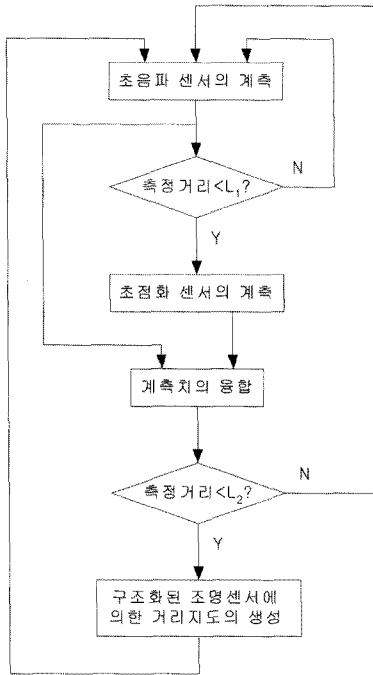 초음파 센서의 계측
측정거리<L₁?
N
Y
초점화 센서의 계측
계측치의 융합
측정거리<L₂?
N
Y
구조화된 조명센서에
의한 거리지도의 생성